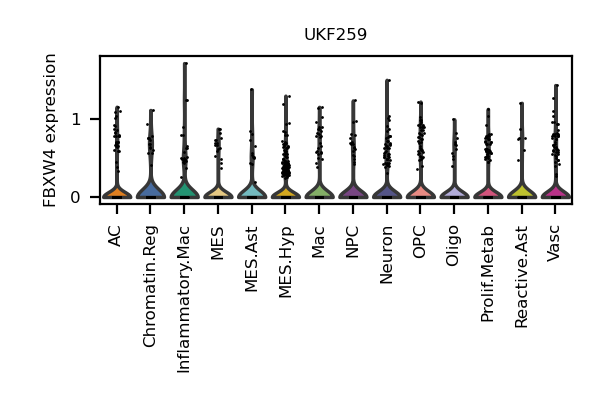 UKF259
FBXW4 expression
1
0
AC
Chromatin.Reg
Inflammatory.Mac
MES
MES.Ast
MES.Hyp
Mac
NPC
Neuron
OPC
Oligo
Prolif.Metab
Reactive.Ast
Vasc